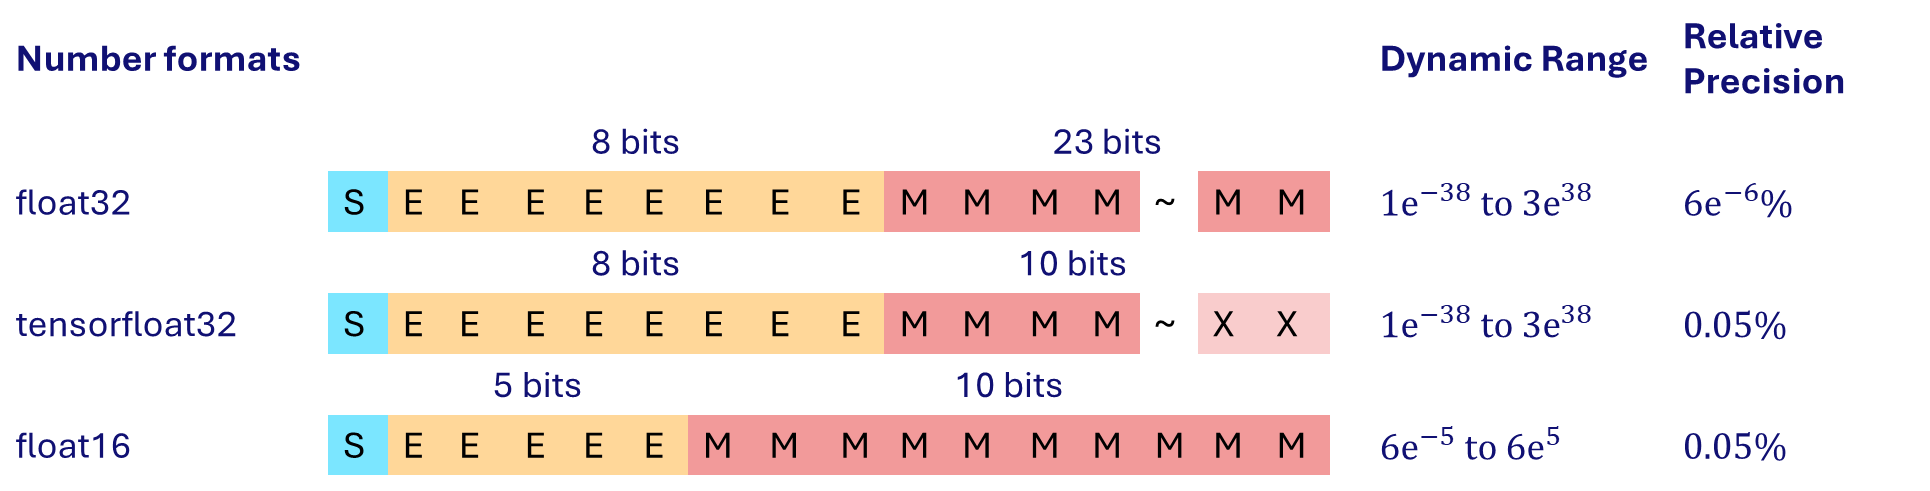 Number formats Dynamic Range Relative Precision
8 bits 23 bits
float32 S E E E E E E E E M M M M ~ M M 1e⁻³⁸ to 3e³⁸ 6e⁻⁶%
8 bits 10 bits
tensorfloat32 S E E E E E E E E M M M M ~ X X 1e⁻³⁸ to 3e³⁸ 0.05%
5 bits 10 bits
float16 S E E E E E M M M M M M M M M M 6e⁻⁵ to 6e⁵ 0.05%